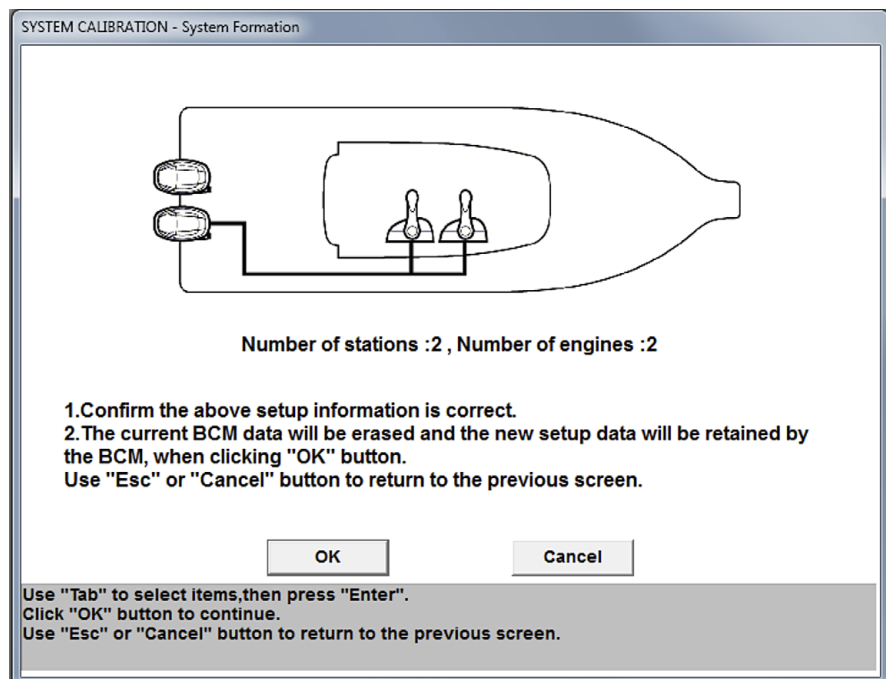 SYSTEM CALIBRATION - System Formation
Number of stations :2 , Number of engines :2
1.Confirm the above setup information is correct.
2.The current BCM data will be erased and the new setup data will be retained by
the BCM, when clicking "OK" button.
Use "Esc" or "Cancel" button to return to the previous screen.
OK
Cancel
Use "Tab" to select items,then press "Enter".
Click "OK" button to continue.
Use "Esc" or "Cancel" button to return to the previous screen.